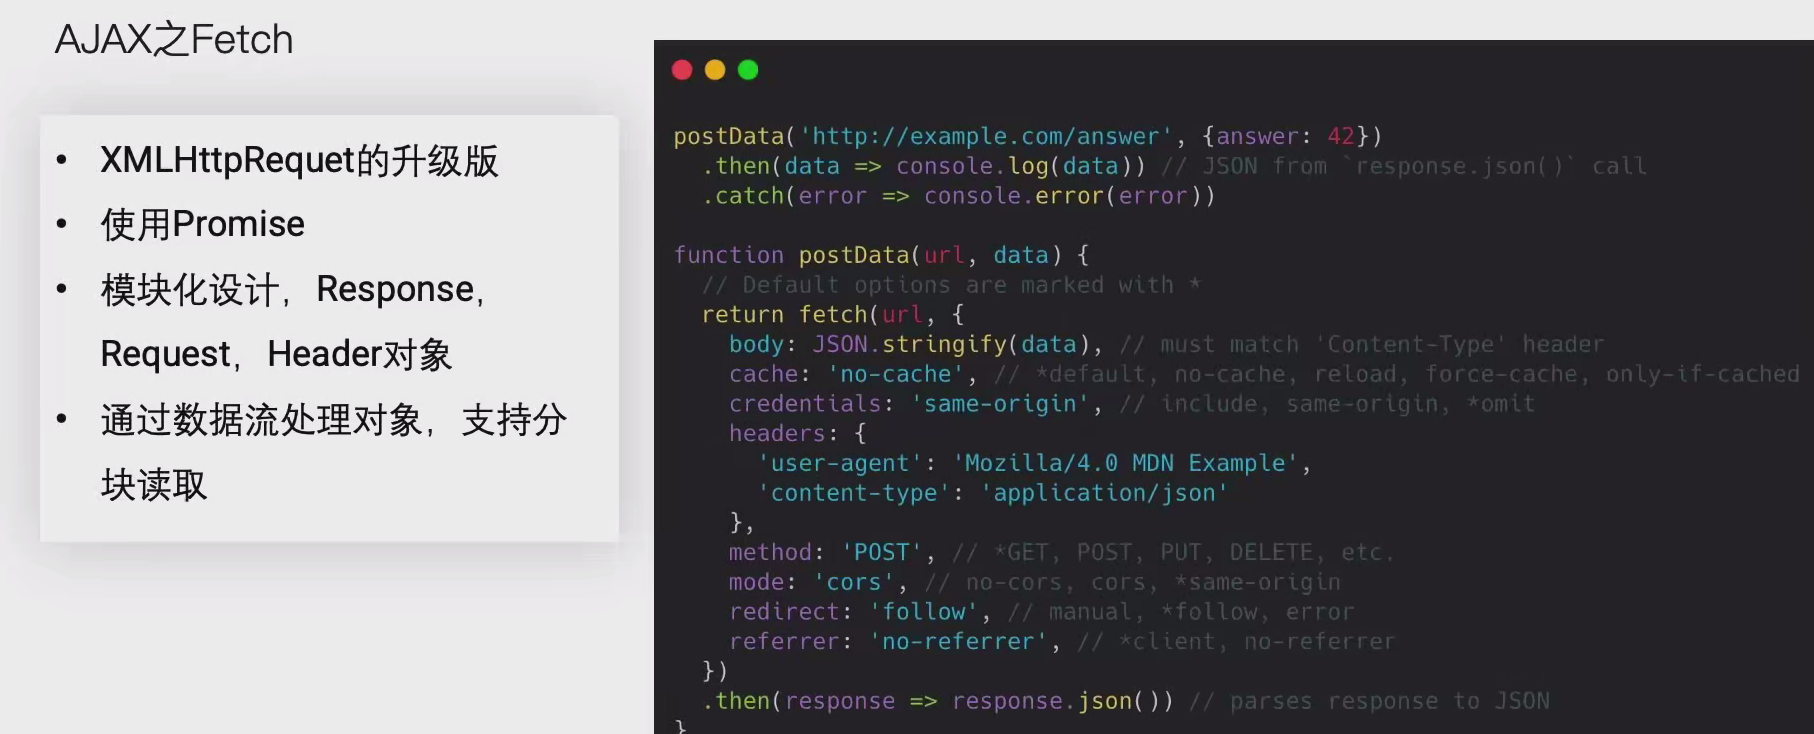 AJAX之Fetch
• XMLHttpRequet的升级版
• 使用Promise
• 模块化设计，Response，
Request，Header对象
• 通过数据流处理对象，支持分
块读取
postData('http://example.com/answer', {answer: 42})
  .then(data => console.log(data)) // JSON from `response.json()` call
  .catch(error => console.error(error))
function postData(url, data) {
  // Default options are marked with *
  return fetch(url, {
    body: JSON.stringify(data), // must match 'Content-Type' header
    cache: 'no-cache', // *default, no-cache, reload, force-cache, only-if-cached
    credentials: 'same-origin', // include, same-origin, *omit
    headers: {
      'user-agent': 'Mozilla/4.0 MDN Example',
      'content-type': 'application/json'
    },
    method: 'POST', // *GET, POST, PUT, DELETE, etc.
    mode: 'cors', // no-cors, cors, *same-origin
    redirect: 'follow', // manual, *follow, error
    referrer: 'no-referrer', // *client, no-referrer
  })
  .then(response => response.json()) // parses response to JSON
}